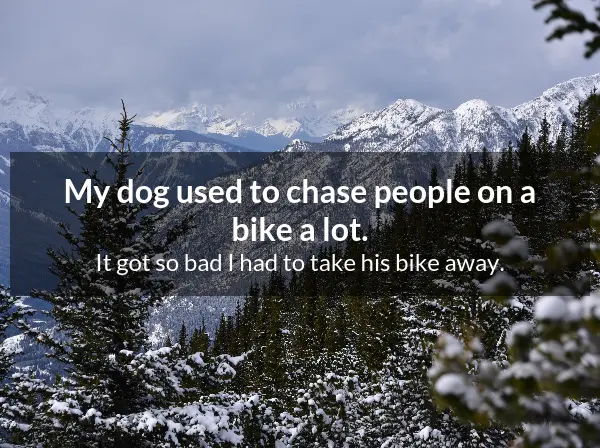 My dog used to chase people on a
bike a lot.
It got so bad I had to take his bike away.